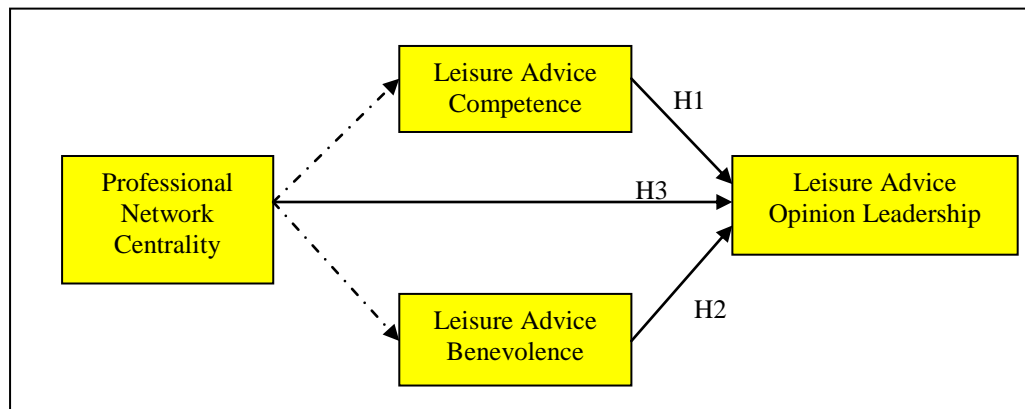 Leisure Advice
Competence
H1
Professional
Network
Centrality
H3
Leisure Advice
Opinion Leadership
Leisure Advice
Benevolence
H2